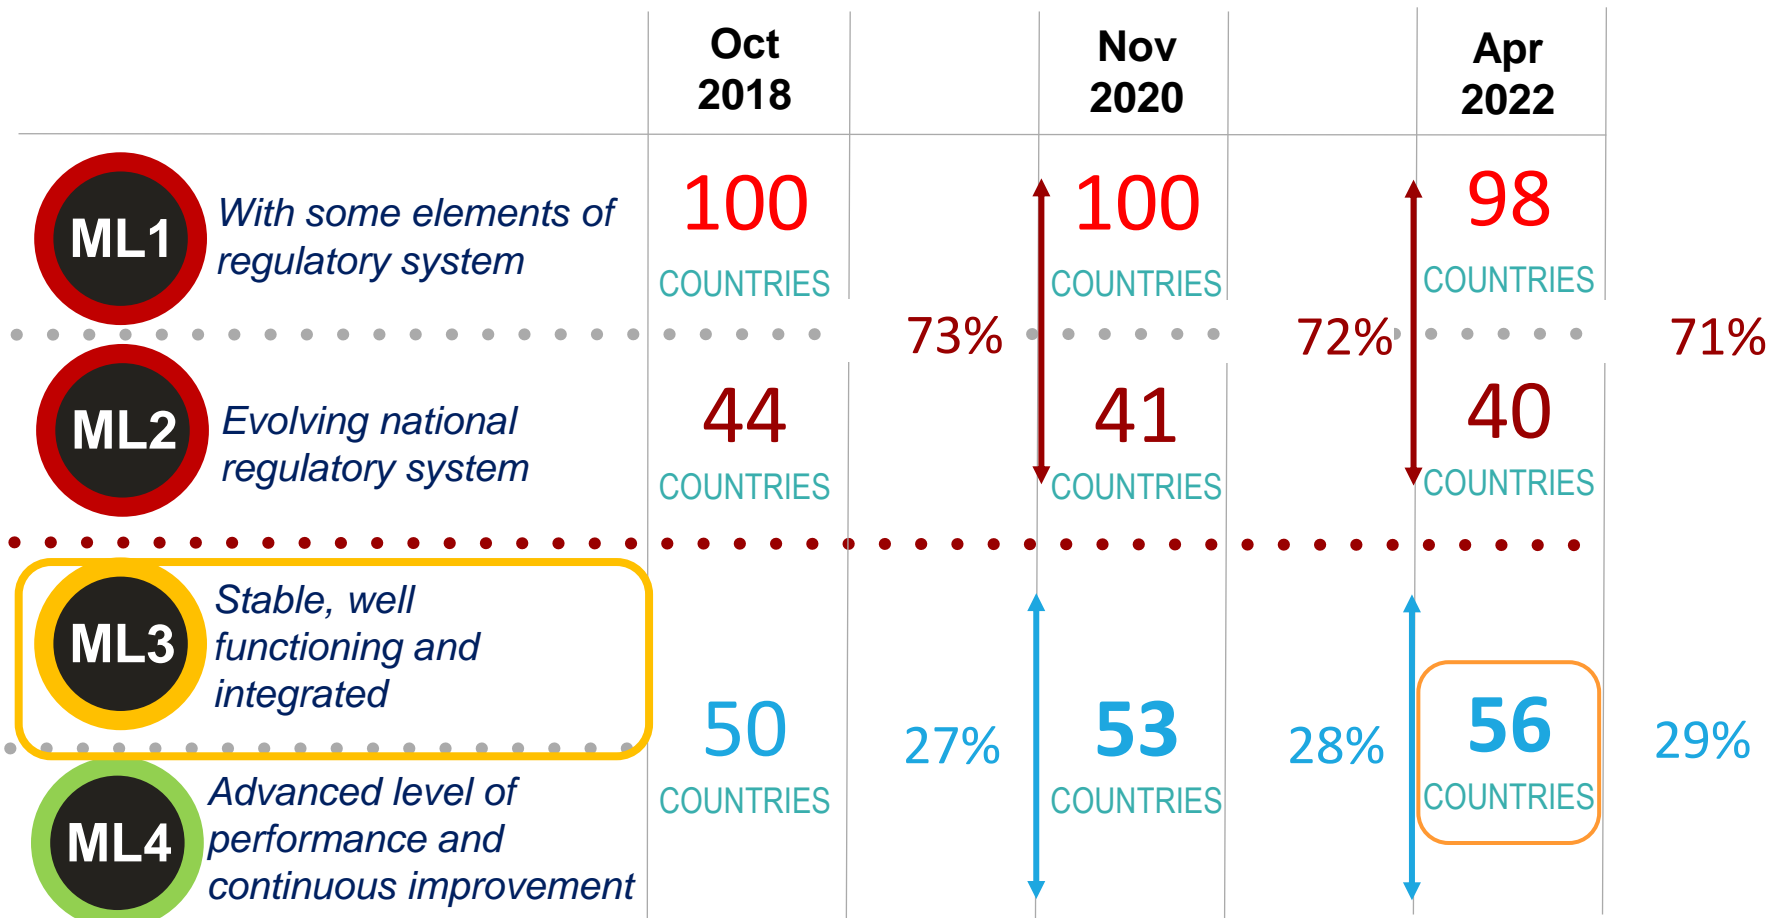 Oct
2018
Nov
2020
Apr
2022
ML1
With some elements of
regulatory system
100
COUNTRIES
100
COUNTRIES
98
COUNTRIES
73%
72%
71%
ML2
Evolving national
regulatory system
44
COUNTRIES
41
COUNTRIES
40
COUNTRIES
ML3
Stable, well
functioning and
integrated
50
COUNTRIES
27%
53
COUNTRIES
28%
56
COUNTRIES
29%
ML4
Advanced level of
performance and
continuous improvement